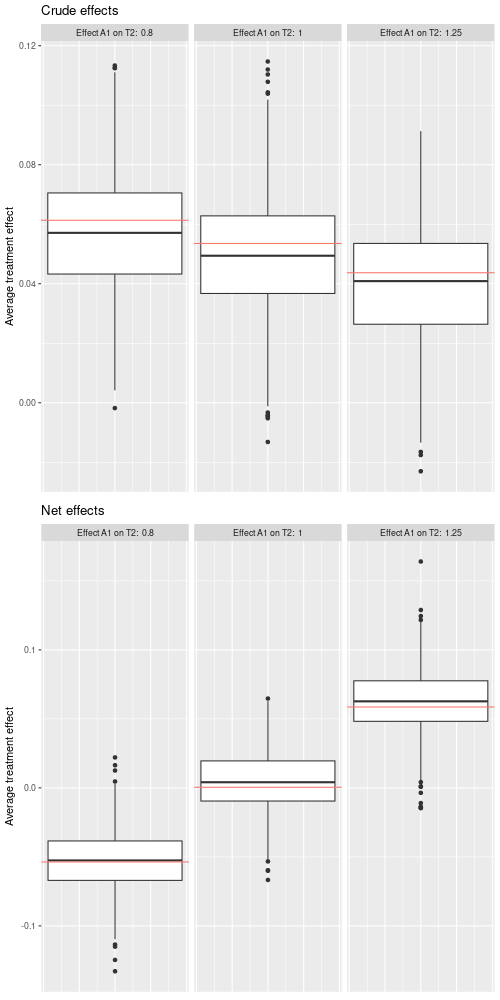 Crude effects
Effect A1 on T2: 0.8
Effect A1 on T2: 1
Effect A1 on T2: 1.25
0.12
0.08
0.04
0.00
Average treatment effect
Net effects
Effect A1 on T2: 0.8
Effect A1 on T2: 1
Effect A1 on T2: 1.25
0.1
0.0
-0.1
Average treatment effect